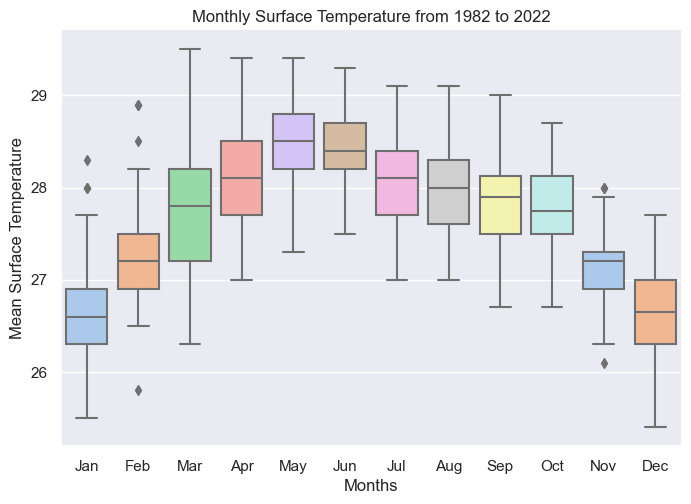 Monthly Surface Temperature from 1982 to 2022
Mean Surface Temperature
29
28
27
26
Jan Feb Mar Apr May Jun Jul Aug Sep Oct Nov Dec
Months